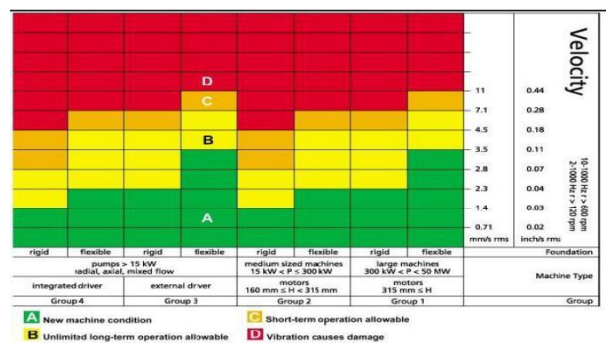 D
C
B
A
11 0.44
7.1 0.28
4.5 0.18
3.5 0.11
2.8 0.07
2.3 0.04
1.4 0.03
0.71 0.02
mm/s rms inch/s rms
Velocity
10-1000 Hz r > 600 rpm
2-1000 Hz r > 120 rpm
rigid flexible rigid flexible rigid flexible rigid flexible Foundation
pumps > 15 kW
radial, axial, mixed flow
medium sized machines
15 kW < P ≤ 300 kW
large machines
300 kW < P < 50 MW
Machine Type
integrated driver external driver
motors
160 mm ≤ H < 315 mm
motors
315 mm ≤ H
Group 4 Group 3 Group 2 Group 1 Group
A New machine condition
C Short-term operation allowable
B Unlimited long-term operation allowable
D Vibration causes damage